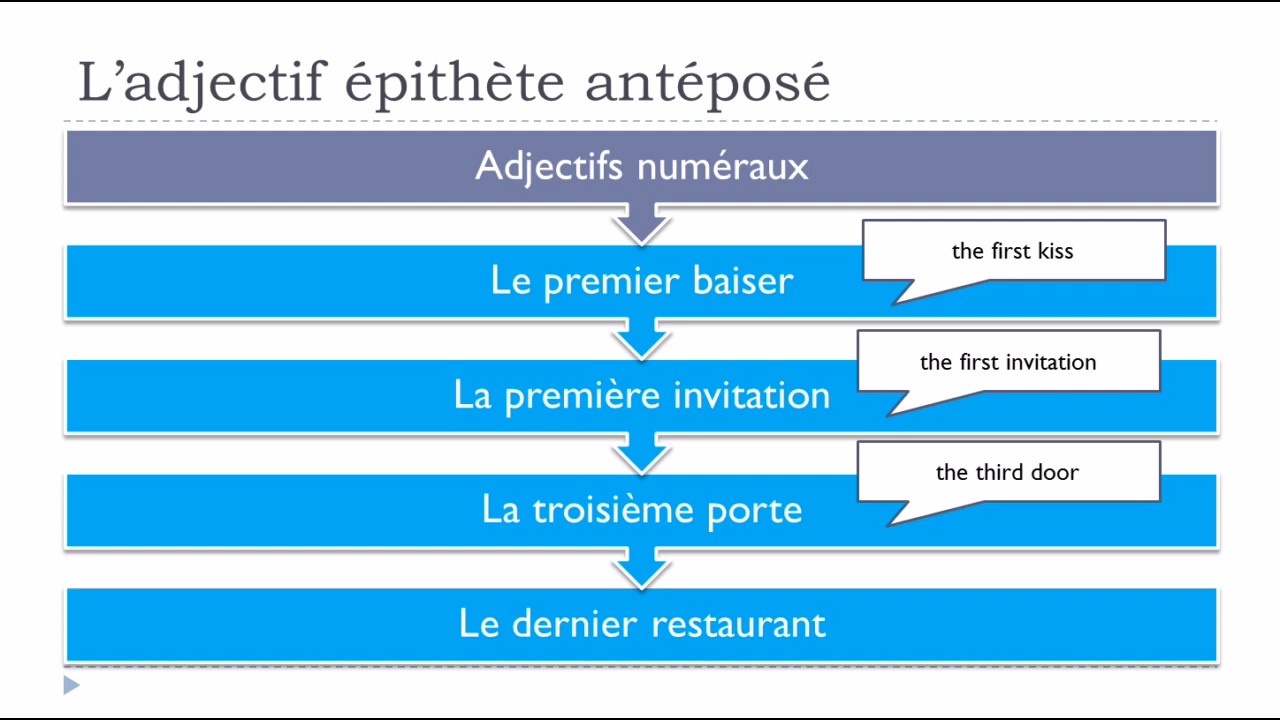 L’adjectif épithète antéposé
Adjectifs numéraux
Le premier baiser
the first kiss
La première invitation
the first invitation
La troisième porte
the third door
Le dernier restaurant